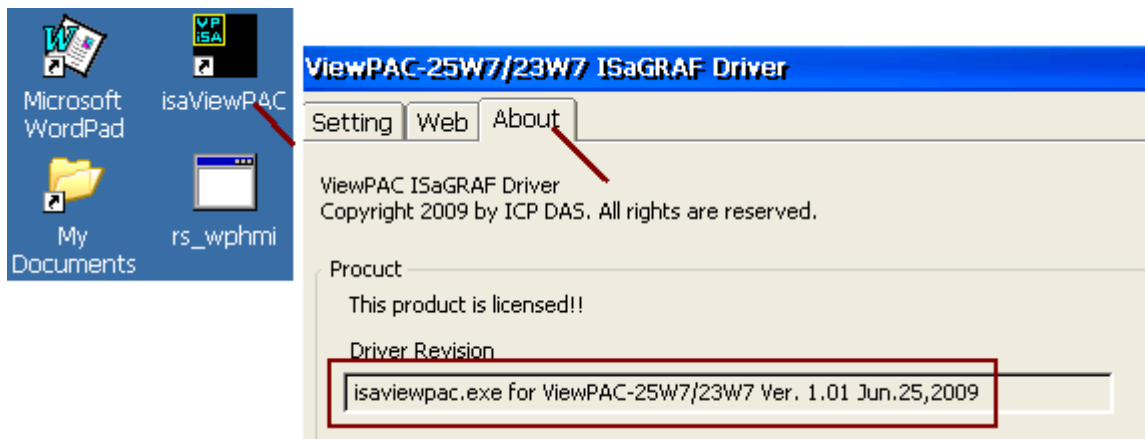 VP
iSA
Microsoft
WordPad
isaViewPAC
My
Documents
rs_wphmi
ViewPAC-25W7/23W7 ISaGRAF Driver
Setting
Web
About
ViewPAC ISaGRAF Driver
Copyright 2009 by ICP DAS. All rights are reserved.
Procuct
This product is licensed!!
Driver Revision
isaviewpac.exe for ViewPAC-25W7/23W7 Ver. 1.01 Jun.25,2009